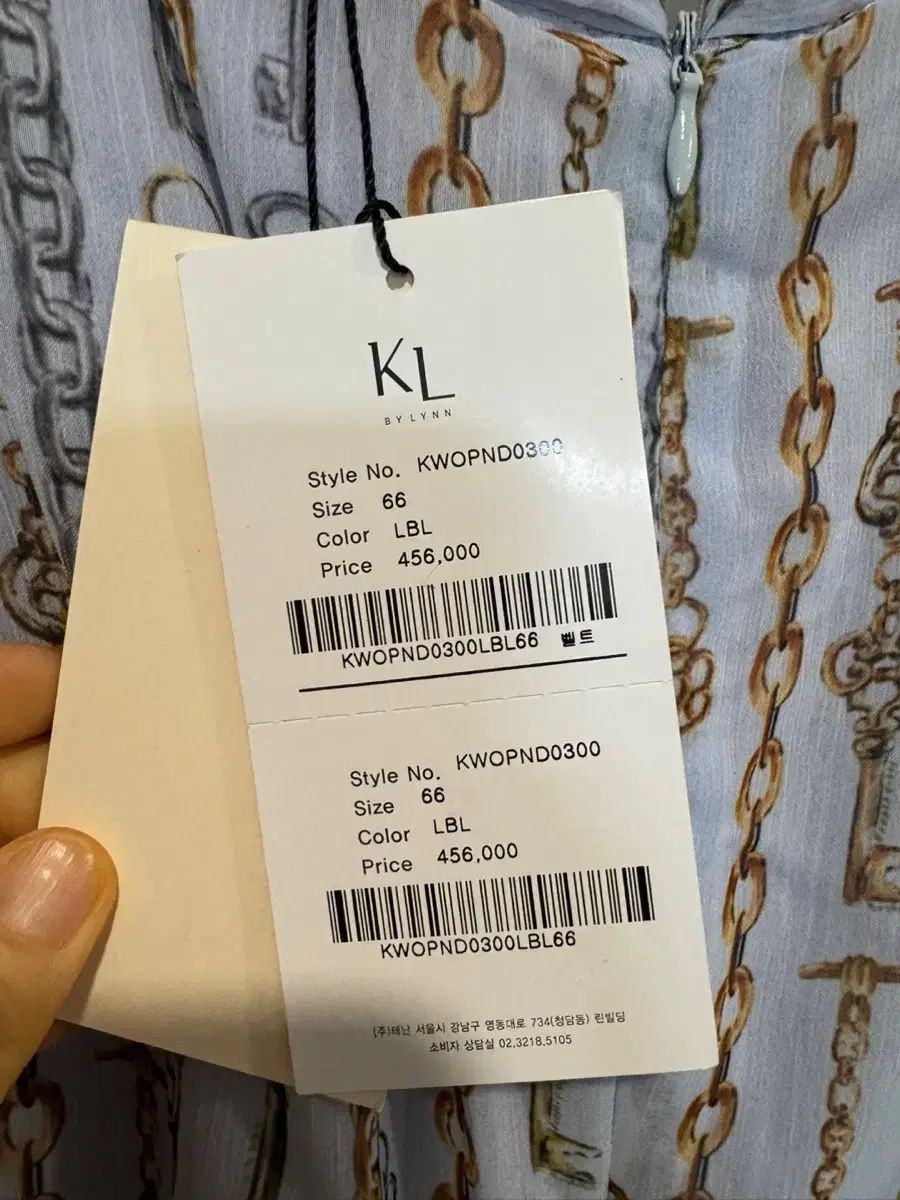 KL
BY LYNN
Style No. KWOPND0300
Size 66
Color LBL
Price 456,000
KWOPND0300LBL66 벨트
Style No. KWOPND0300
Size 66
Color LBL
Price 456,000
KWOPND0300LBL66
(주)테난 서울시 강남구 영동대로 734(청담동) 린빌딩
소비자 상담실 02.3218.5105